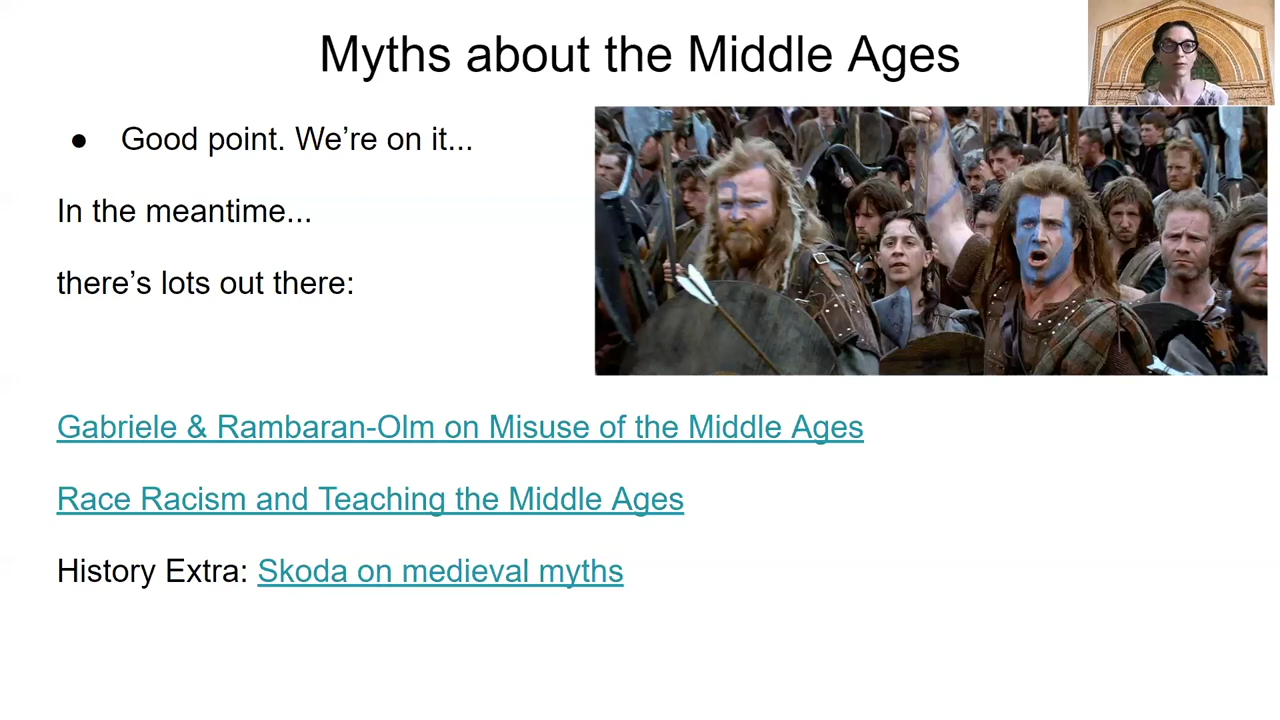 Myths about the Middle Ages
● Good point. We’re on it...
In the meantime...
there’s lots out there:
Gabriele & Rambaran-Olm on Misuse of the Middle Ages
Race Racism and Teaching the Middle Ages
History Extra: Skoda on medieval myths